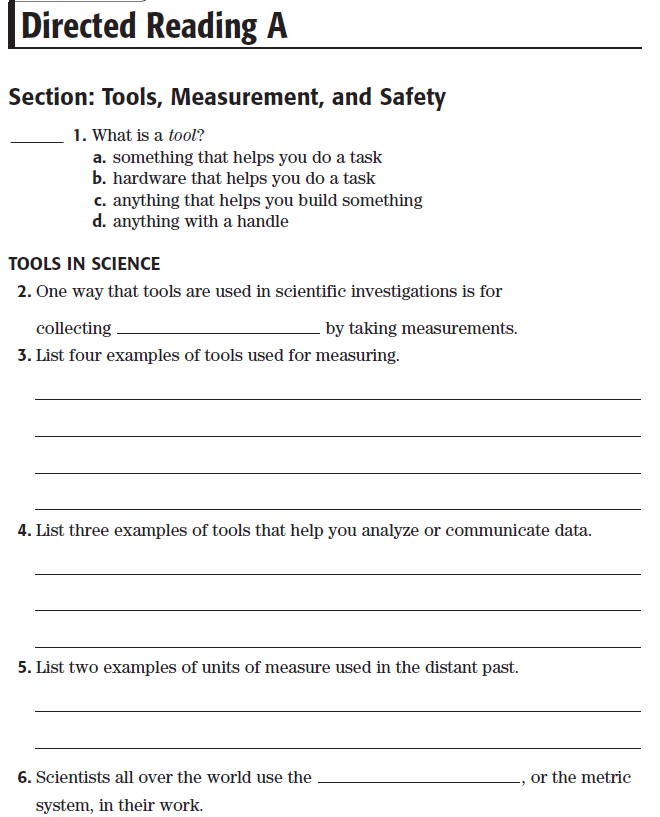 Directed Reading A
Section: Tools, Measurement, and Safety
______ 1. What is a tool?
a. something that helps you do a task
b. hardware that helps you do a task
c. anything that helps you build something
d. anything with a handle
TOOLS IN SCIENCE
2. One way that tools are used in scientific investigations is for
collecting ______________________ by taking measurements.
3. List four examples of tools used for measuring.
4. List three examples of tools that help you analyze or communicate data.
5. List two examples of units of measure used in the distant past.
6. Scientists all over the world use the ______________________, or the metric
system, in their work.